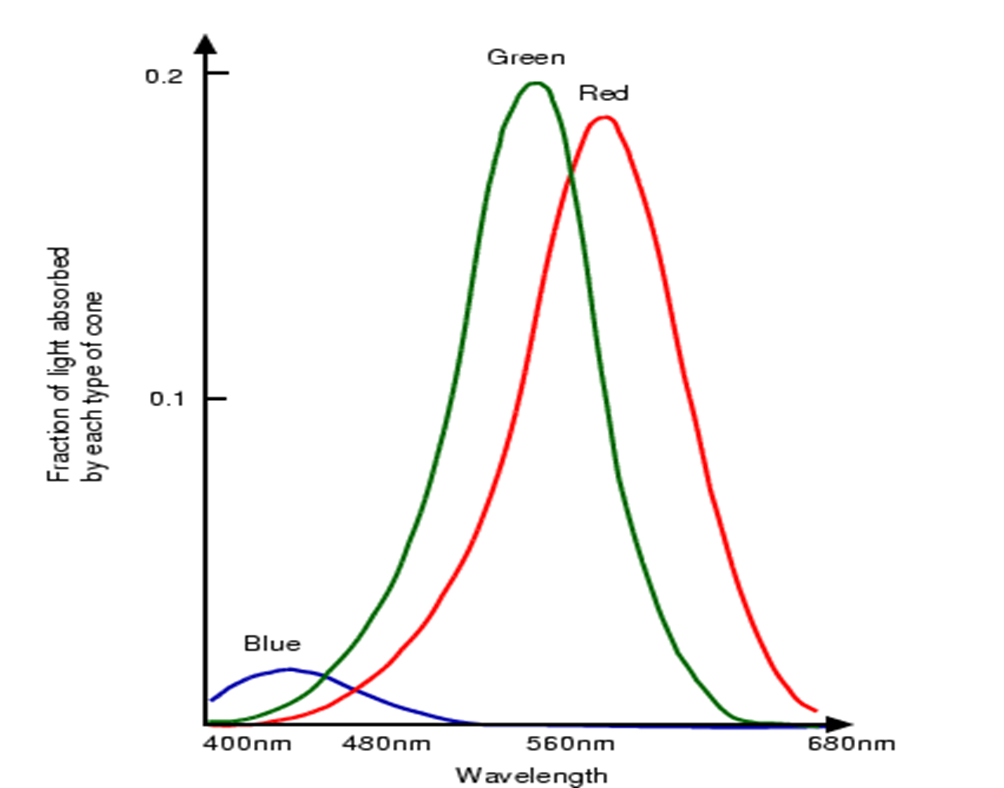 Green
0.2
Red
Fraction of light absorbed
by each type of cone
0.1
Blue
400nm 480nm 560nm 680nm
Wavelength